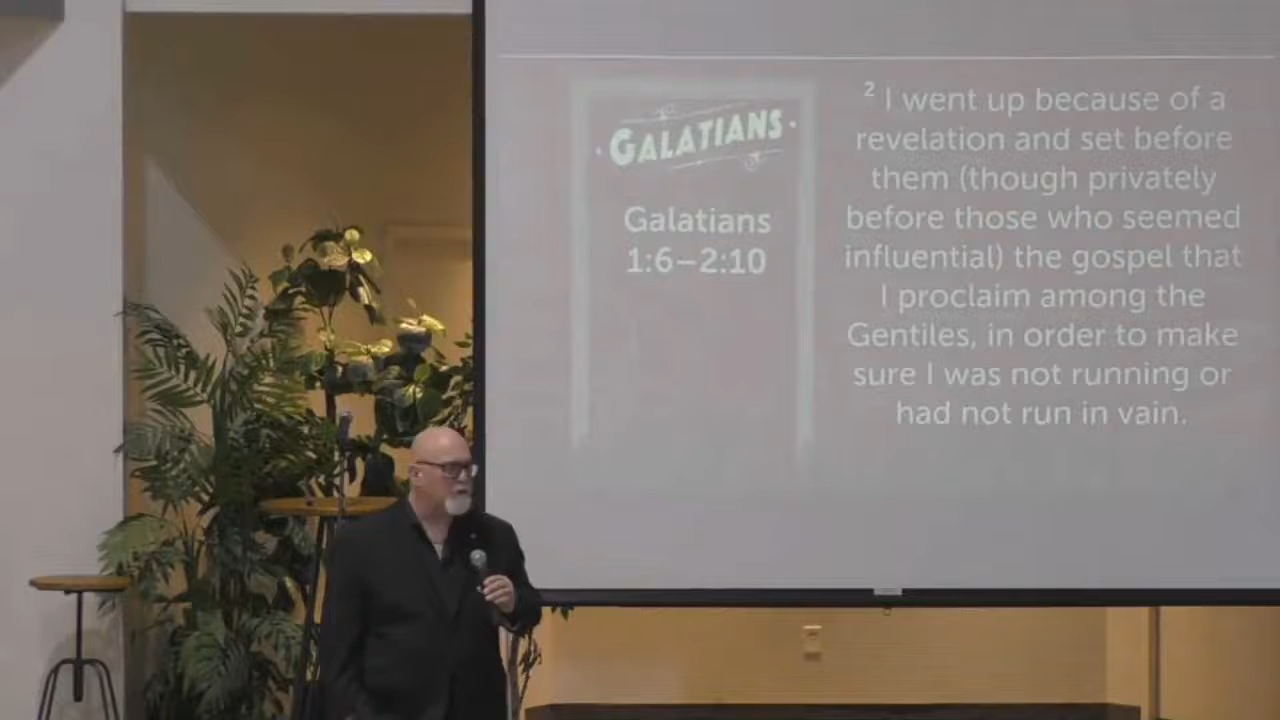 · GALATIANS ·
Galatians
1:6–2:10
² I went up because of a
revelation and set before
them (though privately
before those who seemed
influential) the gospel that
I proclaim among the
Gentiles, in order to make
sure I was not running or
had not run in vain.